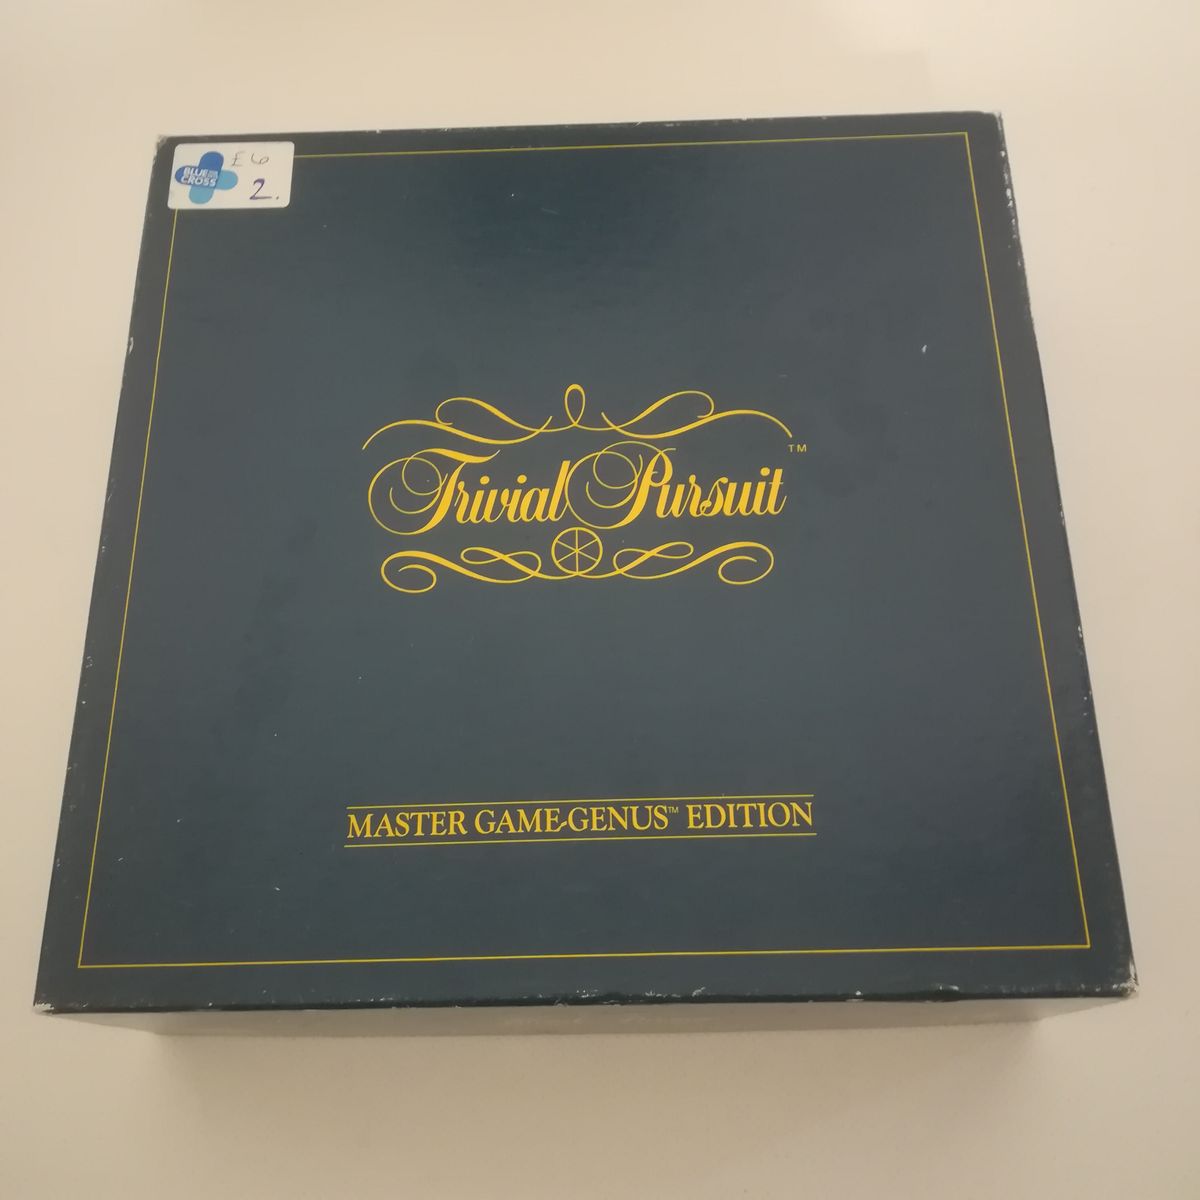 BLUE CROSS
£6
2.
Trivial Pursuit™
MASTER GAME-GENUS™ EDITION